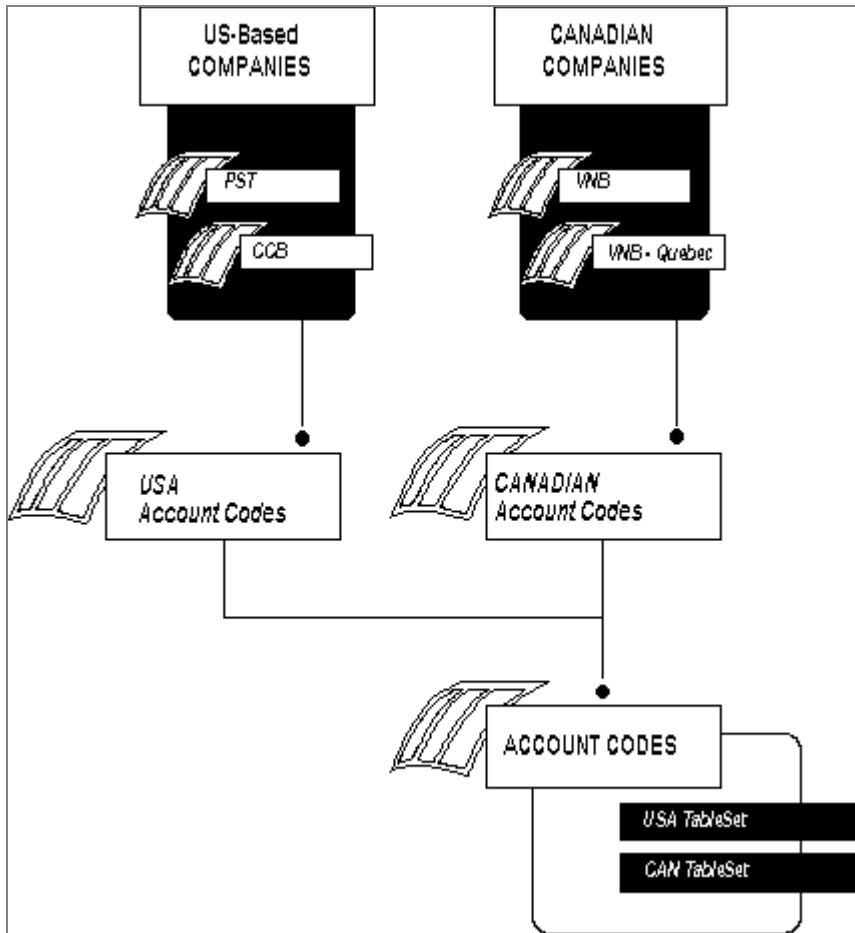 US-Based
COMPANIES
CANADIAN
COMPANIES
PST
CCB
VNB
VNB - Quebec
USA
Account Codes
CANADIAN
Account Codes
ACCOUNT CODES
USA TableSet
CAN TableSet